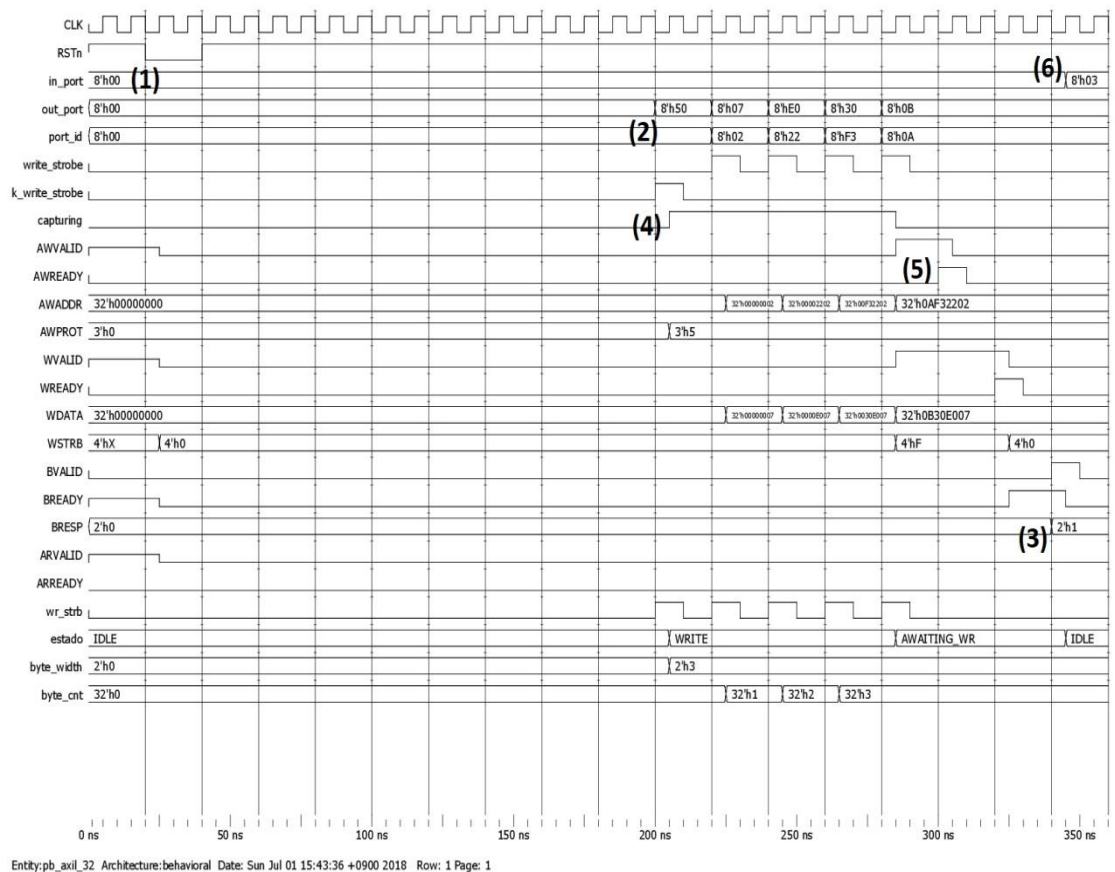 CLK
RSTn
(6)
in_port 8'h00 (1) 8'h03
out_port 8'h00 8'h50 8'h07 8'hE0 8'h30 8'h0B
(2)
port_id 8'h00 8'h02 8'h22 8'hF3 8'h0A
write_strobe
k_write_strobe
capturing (4)
AWVALID
AWREADY (5)
AWADDR 32'h00000000 32'h00000002 32'h00002202 32'h00F32202 32'h0AF32202
AWPROT 3'h0 3'h5
WVALID
WREADY
WDATA 32'h00000000 32'h00000007 32'h0000E007 32'h0030E007 32'h0B30E007
WSTRB 4'hX 4'h0 4'hF 4'h0
BVALID
BREADY
BRESP 2'h0 (3) 2'h1
ARVALID
ARREADY
wr_strb
estado IDLE WRITE AWAITING_WR IDLE
byte_width 2'h0 2'h3
byte_cnt 32'h0 32'h1 32'h2 32'h3
0 ns 50 ns 100 ns 150 ns 200 ns 250 ns 300 ns 350 ns
Entity:pb_axil_32 Architecture:behavioral Date: Sun Jul 01 15:43:36 +0900 2018 Row: 1 Page: 1